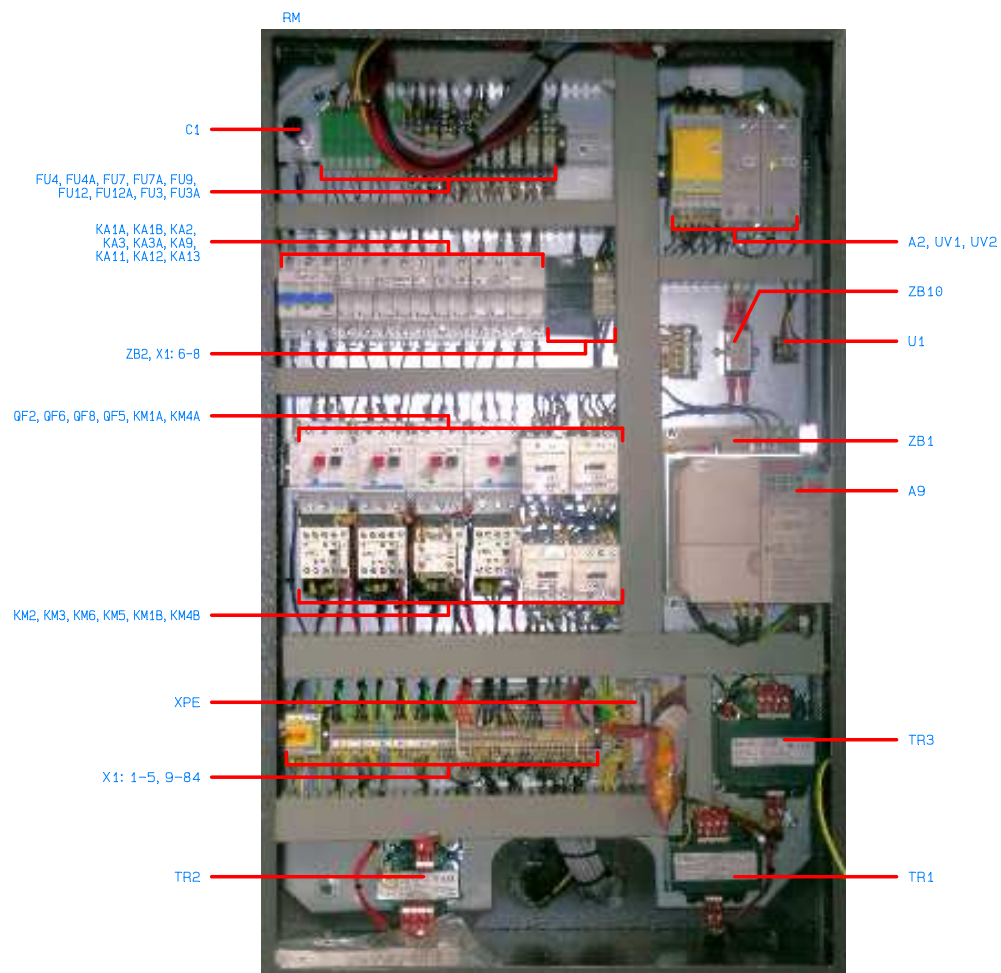 RM
C1
FU4, FU4A, FU7, FU7A, FU9,
FU12, FU12A, FU3, FU3A
KA1A, KA1B, KA2,
KA3, KA3A, KA9,
KA11, KA12, KA13
A2, UV1, UV2
ZB10
U1
ZB2, X1: 6-8
QF2, QF6, QF8, QF5, KM1A, KM4A
ZB1
A9
KM2, KM3, KM6, KM5, KM1B, KM4B
XPE
TR3
X1: 1-5, 9-84
TR2
TR1